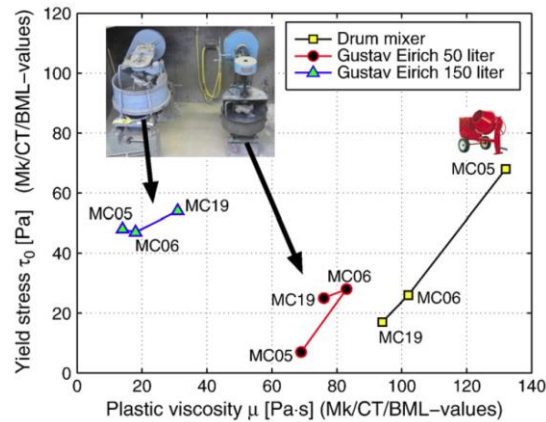 120
100
80
60
40
20
0
0 20 40 60 80 100 120 140
Yield stress τ0 [Pa] (Mk/CT/BML−values)
Plastic viscosity μ [Pa·s] (Mk/CT/BML−values)
Drum mixer
Gustav Eirich 50 liter
Gustav Eirich 150 liter
MC05
MC19
MC06
MC06
MC19
MC05
MC05
MC06
MC19